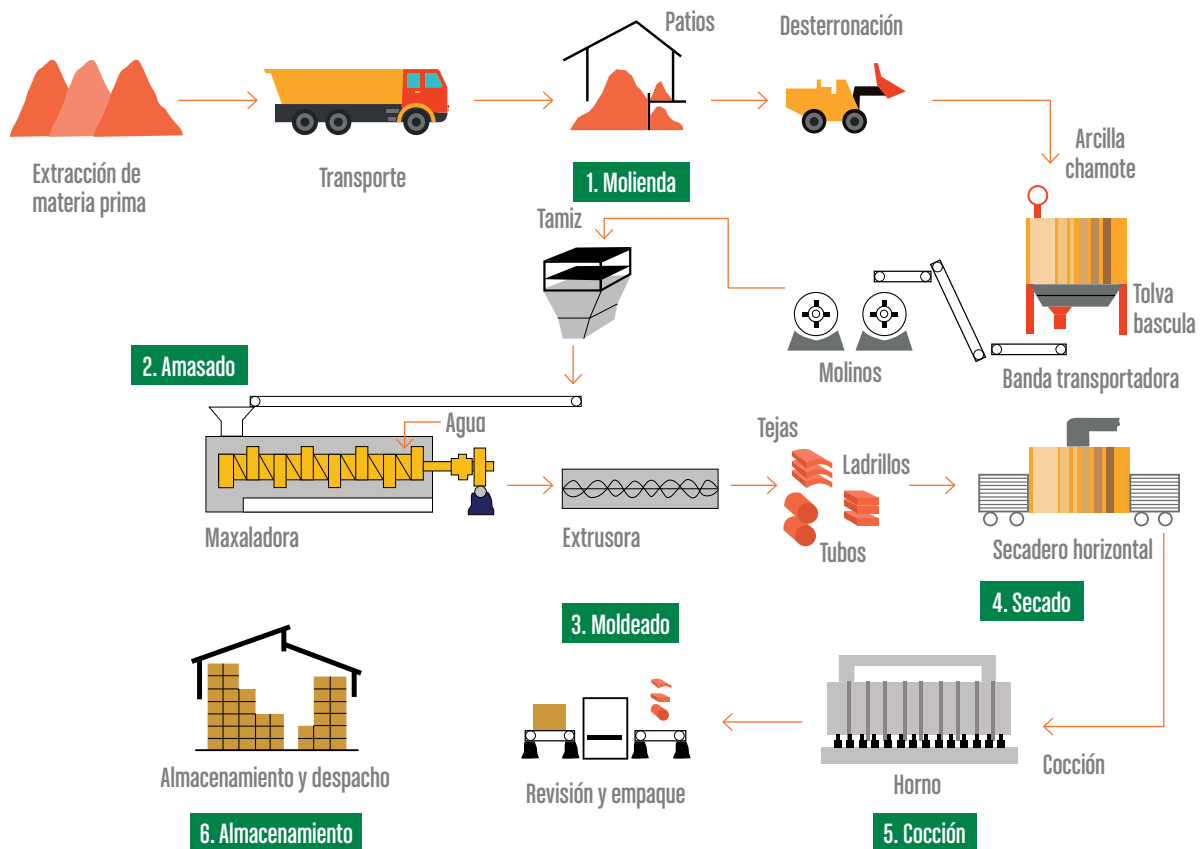 Patios
Desterronación
Extracción de
materia prima
Transporte
1. Molienda
Arcilla
chamote
Tamiz
Tolva
bascula
Molinos
Banda transportadora
2. Amasado
Agua
Maxaladora
Extrusora
Tejas
Ladrillos
Tubos
Secadero horizontal
3. Moldeado
4. Secado
Almacenamiento y despacho
6. Almacenamiento
Revisión y empaque
Horno
Cocción
5. Cocción